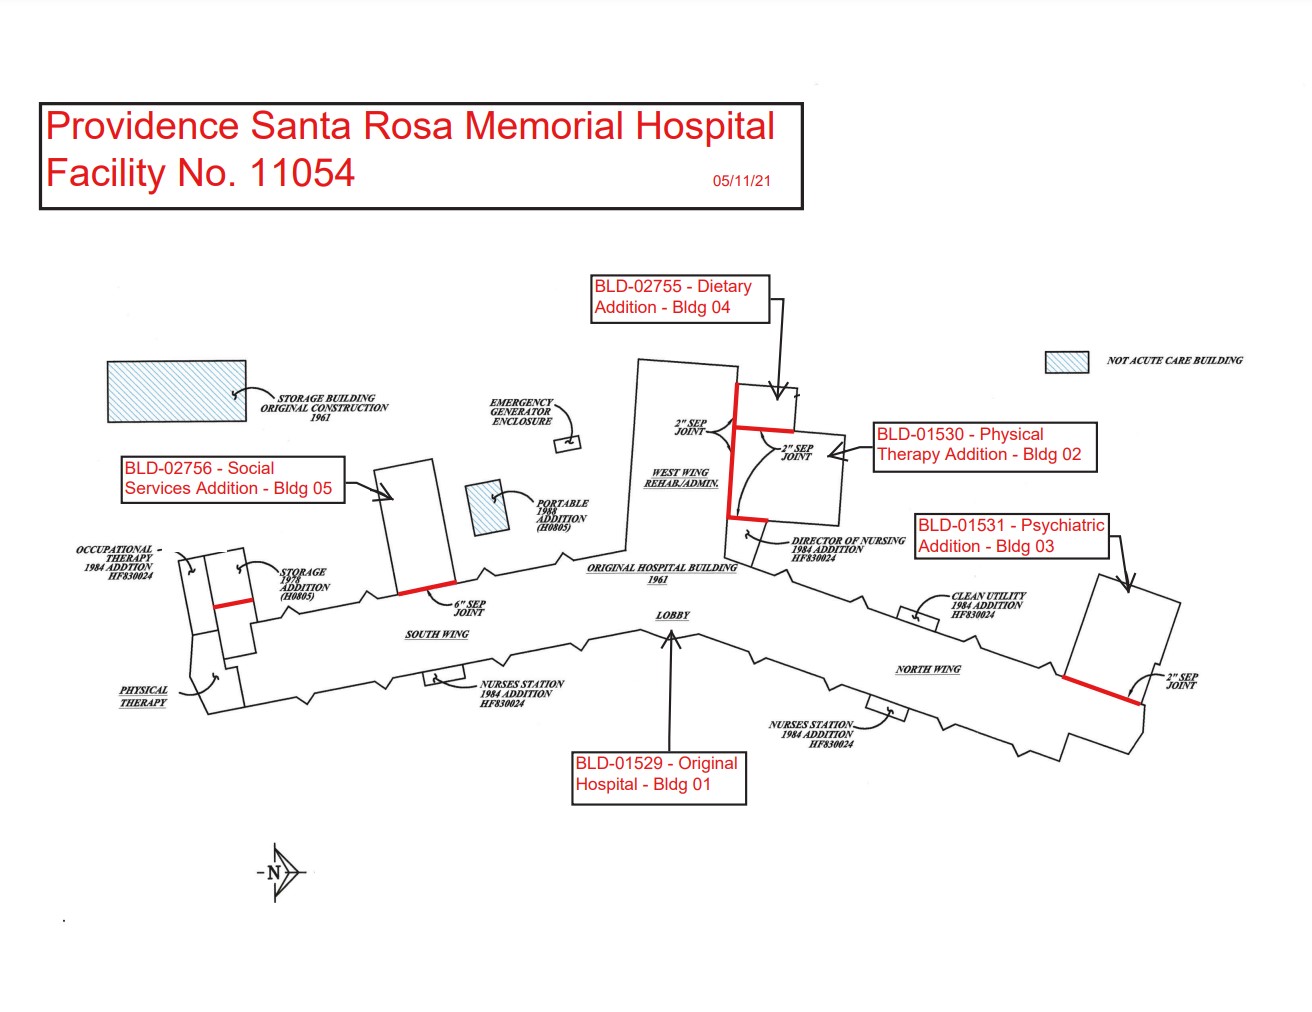 Providence Santa Rosa Memorial Hospital
Facility No. 11054
05/11/21
BLD-02755 - Dietary
Addition - Bldg 04
NOT ACUTE CARE BUILDING
STORAGE BUILDING
ORIGINAL CONSTRUCTION
1961
EMERGENCY
GENERATOR
ENCLOSURE
2" SEP
JOINT
2" SEP
JOINT
BLD-01530 - Physical
Therapy Addition - Bldg 02
BLD-02756 - Social
Services Addition - Bldg 05
WEST WING
REHAB./ADMIN.
PORTABLE
1988
ADDITION
(H0805)
BLD-01531 - Psychiatric
Addition - Bldg 03
DIRECTOR OF NURSING
1984 ADDITION
HF830024
OCCUPATIONAL
THERAPY
1984 ADDTION
HF830024
STORAGE
1978
ADDITION
(H0805)
ORIGINAL HOSPITAL BUILDING
1961
6" SEP
JOINT
CLEAN UTILITY
1984 ADDITION
HF830024
LOBBY
SOUTH WING
NORTH WING
2" SEP
JOINT
PHYSICAL
THERAPY
NURSES STATION
1984 ADDITION
HF830024
NURSES STATION
1984 ADDITION
HF830024
BLD-01529 - Original
Hospital - Bldg 01
N